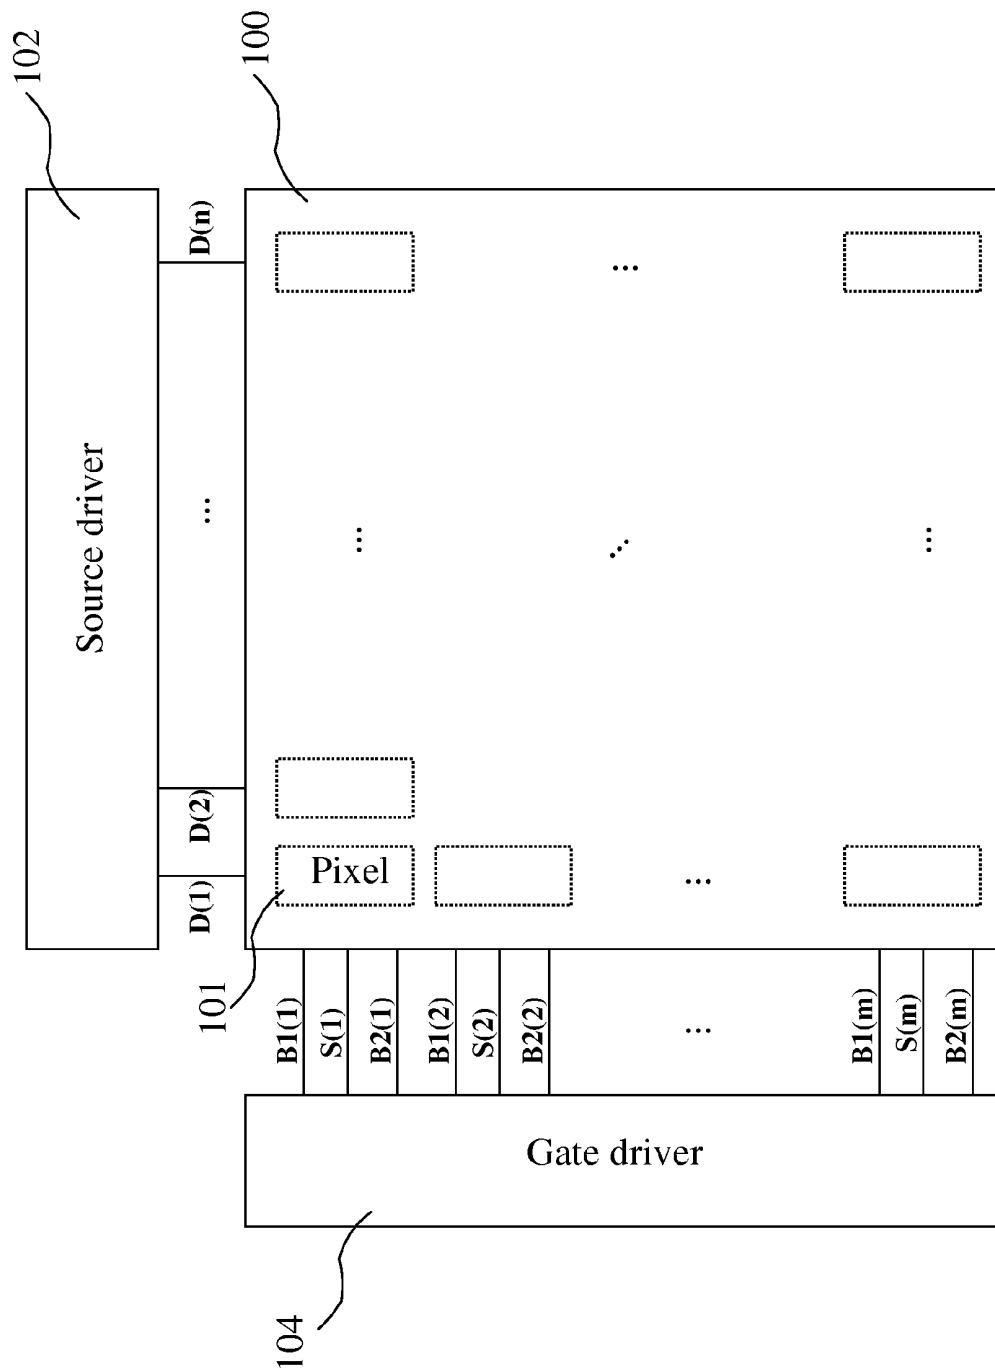 102
100
Source driver
D(1)
D(2)
...
D(n)
101
Pixel
...
...
...
...
...
B1(1)
S(1)
B2(1)
B1(2)
S(2)
B2(2)
...
B1(m)
S(m)
B2(m)
Gate driver
104